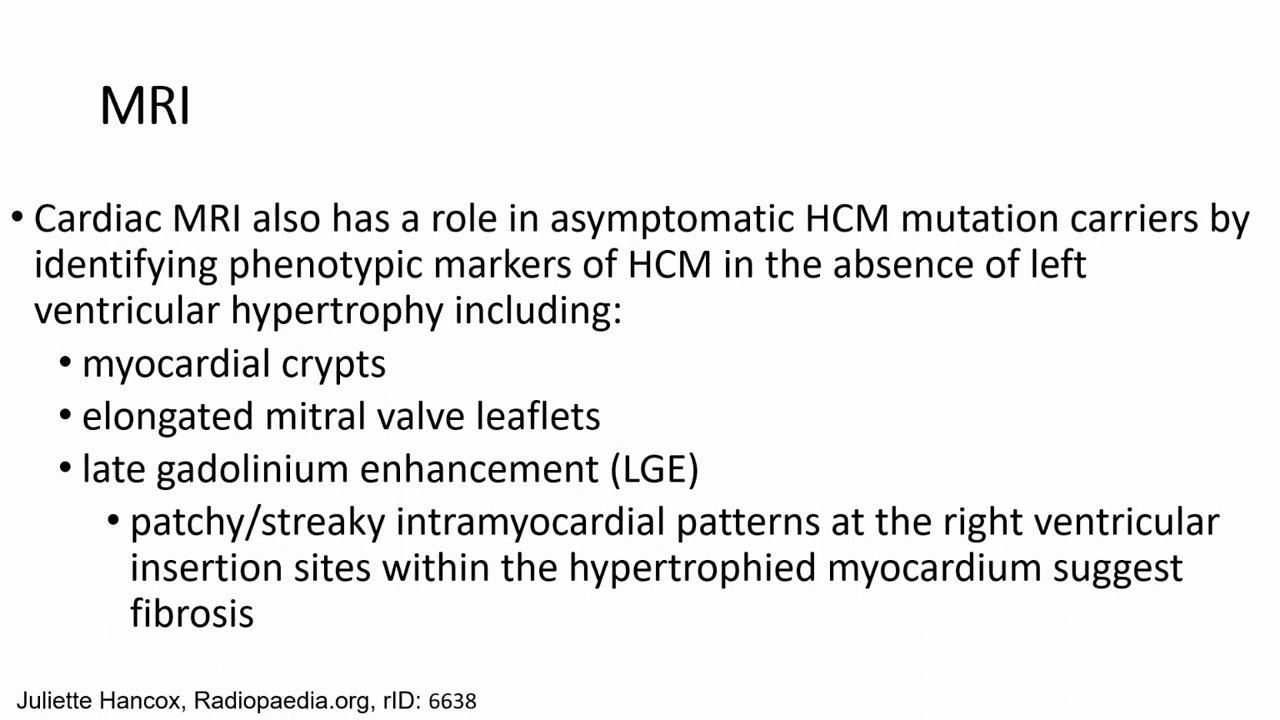 MRI
• Cardiac MRI also has a role in asymptomatic HCM mutation carriers by
identifying phenotypic markers of HCM in the absence of left
ventricular hypertrophy including:
• myocardial crypts
• elongated mitral valve leaflets
• late gadolinium enhancement (LGE)
• patchy/streaky intramyocardial patterns at the right ventricular
insertion sites within the hypertrophied myocardium suggest
fibrosis
Juliette Hancox, Radiopaedia.org, rID: 6638